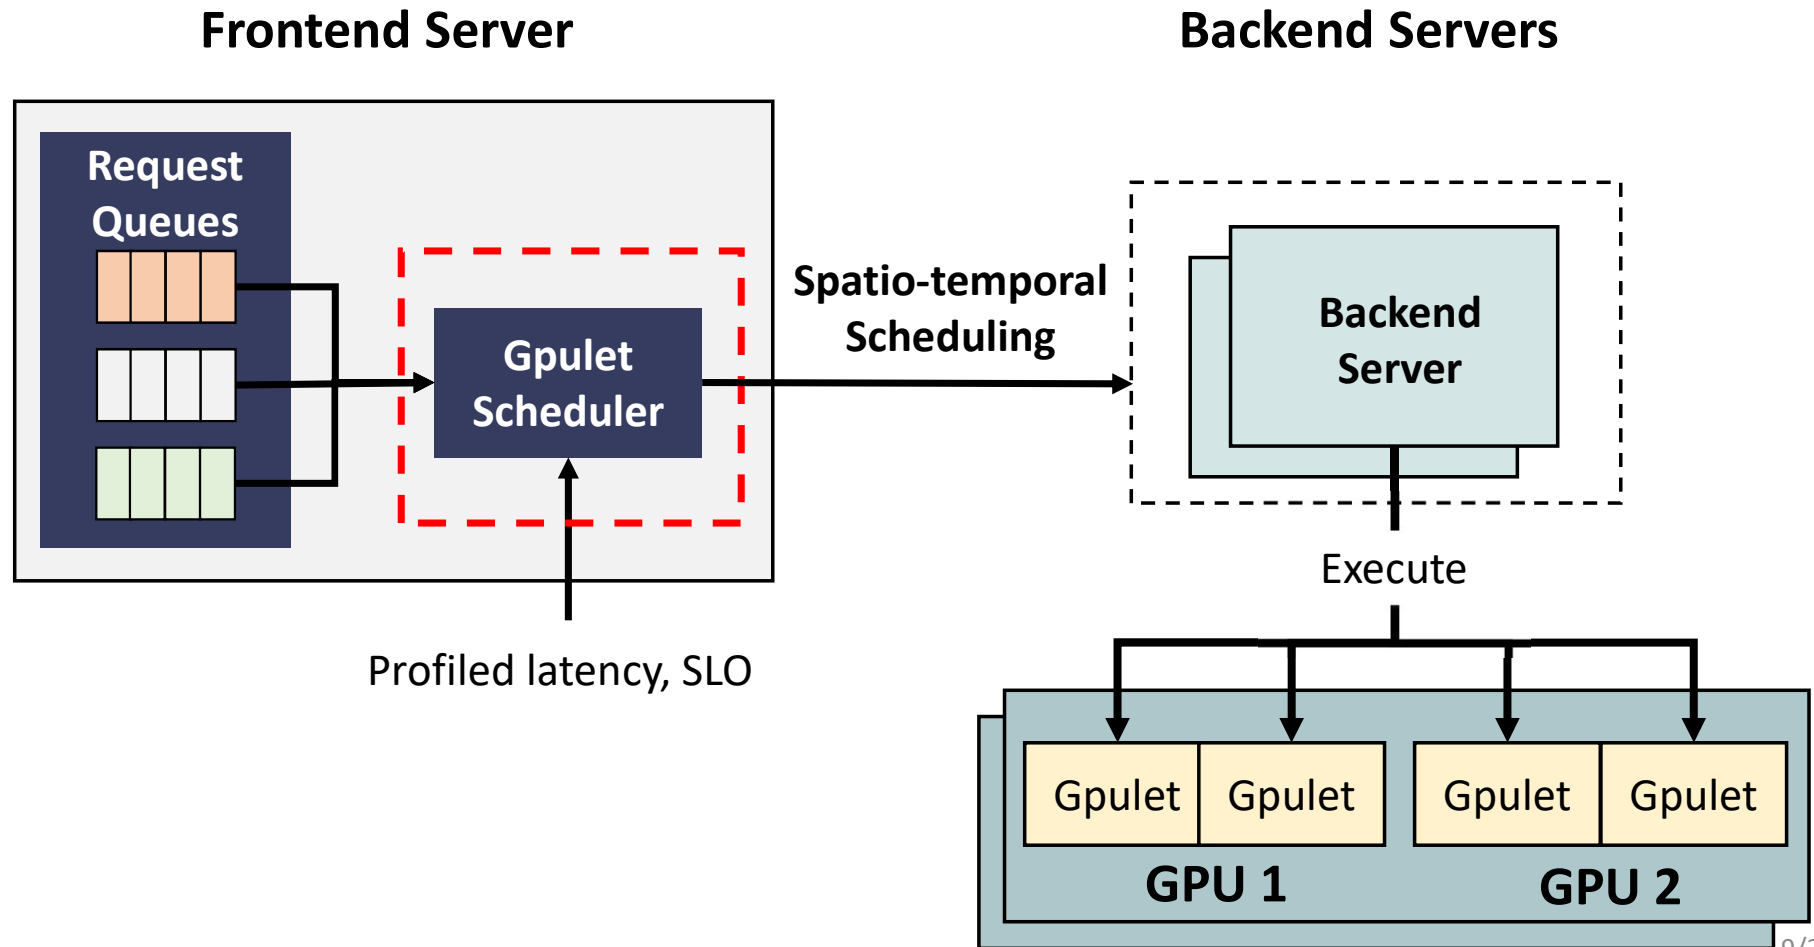 Frontend Server
Backend Servers
Request
Queues
Gpulet
Scheduler
Spatio-temporal
Scheduling
Backend
Server
Execute
Profiled latency, SLO
Gpulet
Gpulet
Gpulet
Gpulet
GPU 1
GPU 2